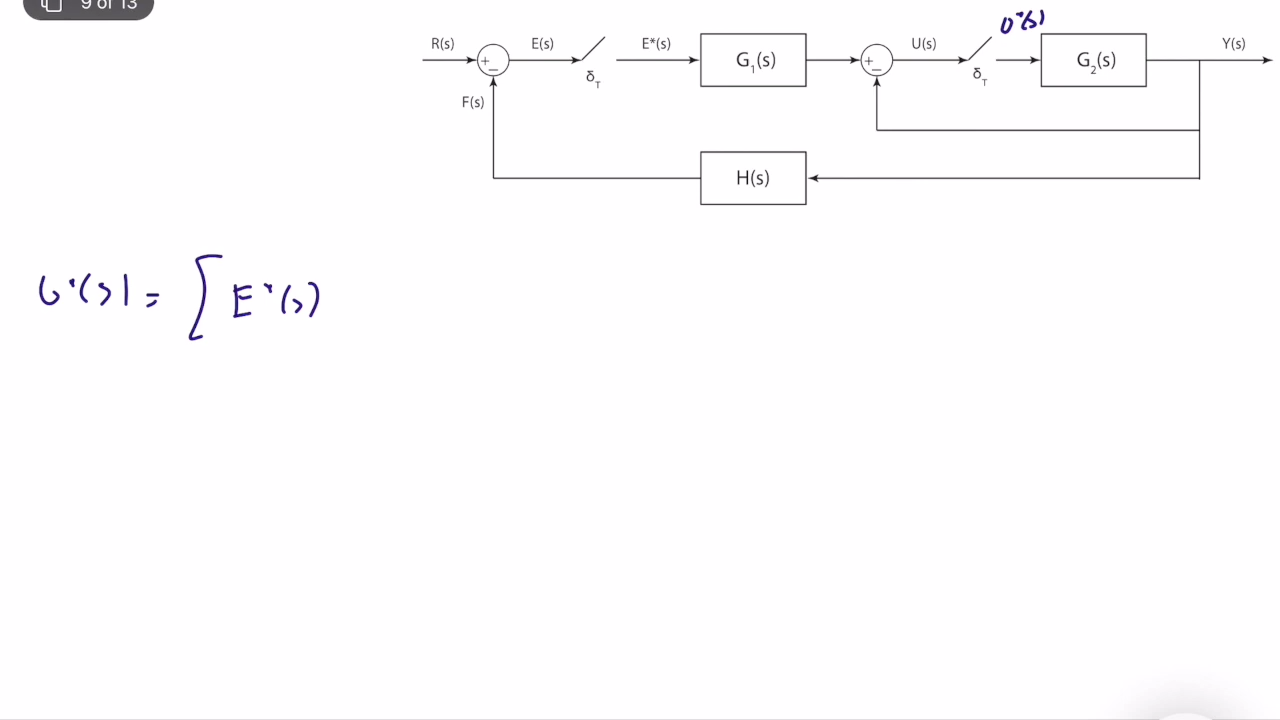 9 of 13
U*(s)
R(s) E(s) E*(s) G₁(s) U(s) G₂(s) Y(s)
+ − δT + − δT
F(s)
H(s)
U*(s) = [ E*(s)